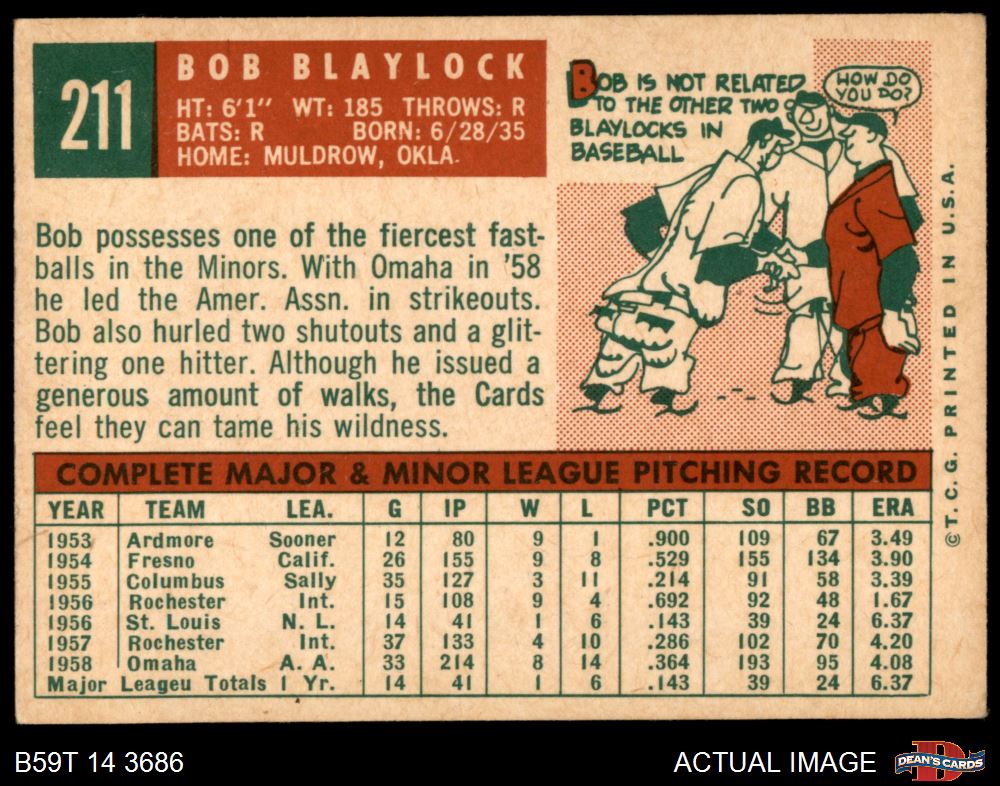 211
BOB BLAYLOCK
HT: 6'1" WT: 185 THROWS: R
BATS: R BORN: 6/28/35
HOME: MULDROW, OKLA.
BOB IS NOT RELATED
TO THE OTHER TWO
BLAYLOCKS IN
BASEBALL
HOW DO
YOU DO?
Bob possesses one of the fiercest fast-
balls in the Minors. With Omaha in '58
he led the Amer. Assn. in strikeouts.
Bob also hurled two shutouts and a glit-
tering one hitter. Although he issued a
generous amount of walks, the Cards
feel they can tame his wildness.
COMPLETE MAJOR & MINOR LEAGUE PITCHING RECORD
YEAR TEAM LEA. G IP W L PCT SO BB ERA
1953 Ardmore Sooner 12 80 9 1 .900 109 67 3.49
1954 Fresno Calif. 26 155 9 8 .529 155 134 3.90
1955 Columbus Sally 35 127 3 11 .214 91 58 3.39
1956 Rochester Int. 15 108 9 4 .692 92 48 1.67
1956 St. Louis N. L. 14 41 1 6 .143 39 24 6.37
1957 Rochester Int. 37 133 4 10 .286 102 70 4.20
1958 Omaha A. A. 33 214 8 14 .364 193 95 4.08
Major Leageu Totals 1 Yr. 14 41 1 6 .143 39 24 6.37
© T. C. G. PRINTED IN U. S. A.
B59T 14 3686
ACTUAL IMAGE
D
DEAN'S CARDS